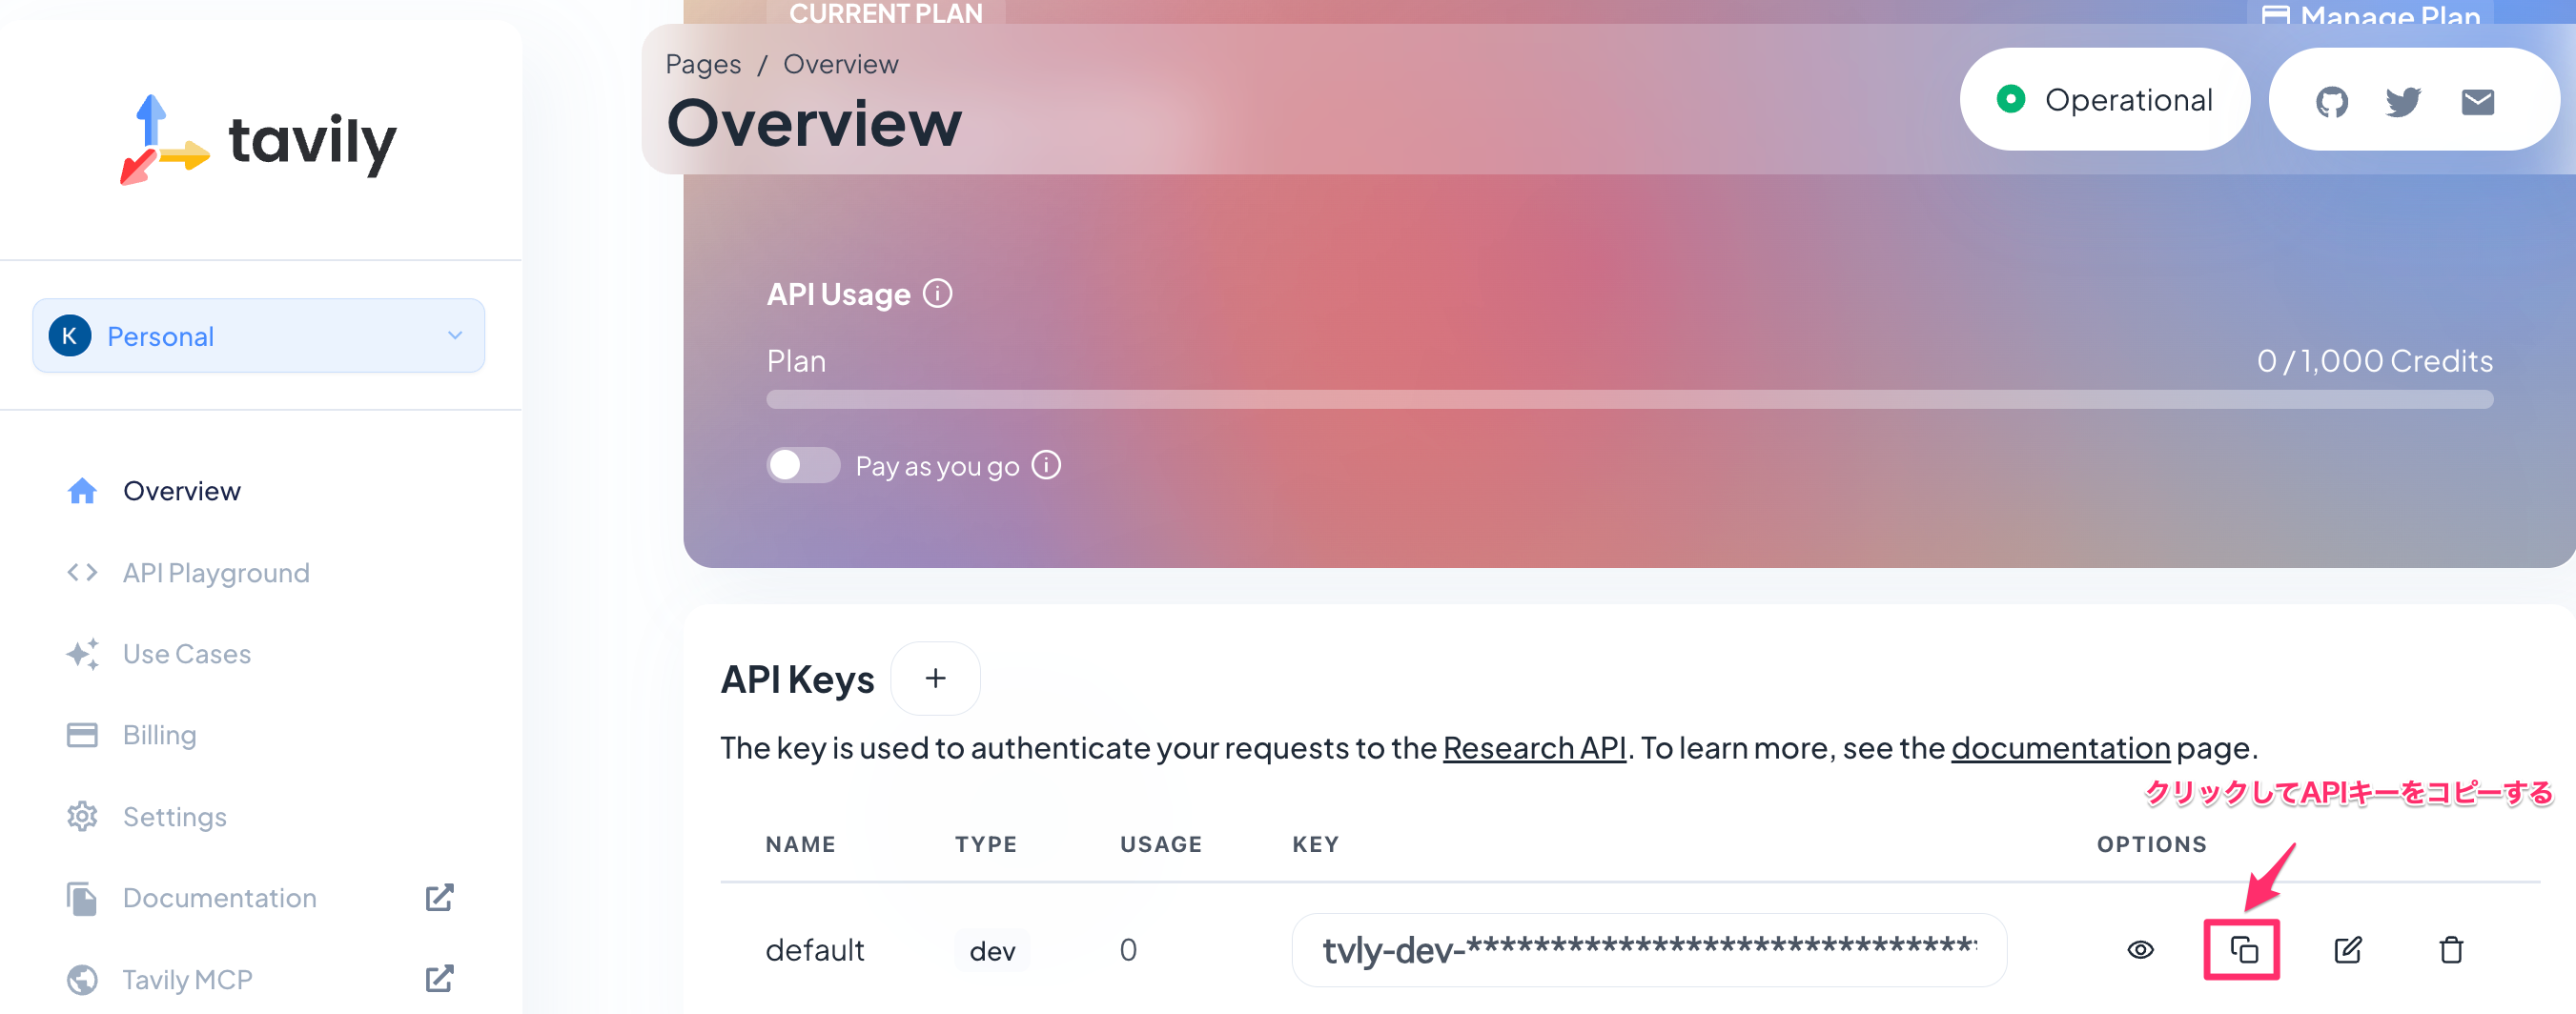 CURRENT PLAN
Manage Plan
tavily
Pages / Overview
Overview
Operational
K Personal
API Usage
Plan
0 / 1,000 Credits
Pay as you go
Overview
API Playground
Use Cases
Billing
Settings
Documentation
Tavily MCP
API Keys +
The key is used to authenticate your requests to the Research API. To learn more, see the documentation page.
クリックしてAPIキーをコピーする
NAME TYPE USAGE KEY OPTIONS
default dev 0 tvly-dev-********************************